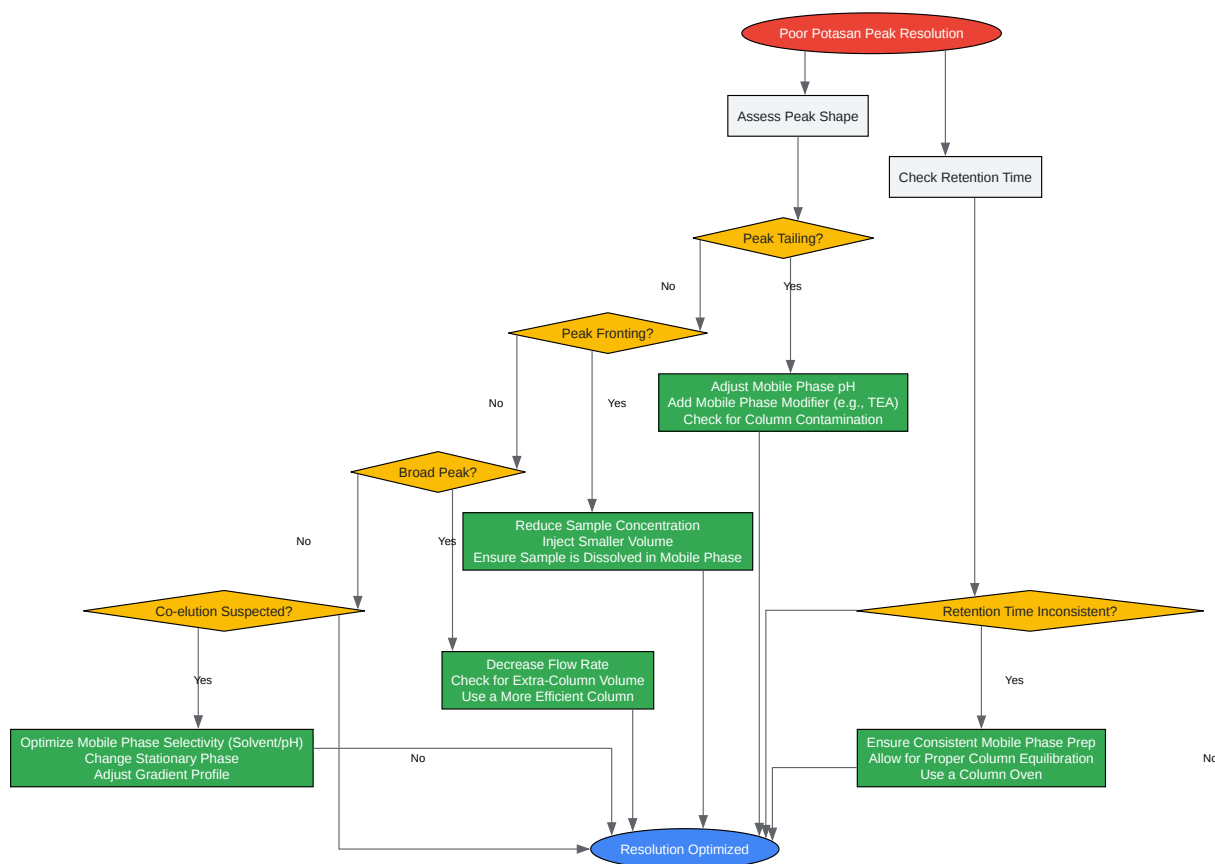 Poor Potasan Peak Resolution
Assess Peak Shape
Check Retention Time
Peak Tailing?
No
Yes
Peak Fronting?
Adjust Mobile Phase pH
Add Mobile Phase Modifier (e.g., TEA)
Check for Column Contamination
No
Yes
Broad Peak?
Reduce Sample Concentration
Inject Smaller Volume
Ensure Sample is Dissolved in Mobile Phase
No
Yes
Co-elution Suspected?
Retention Time Inconsistent?
Decrease Flow Rate
Check for Extra-Column Volume
Use a More Efficient Column
Yes
Yes
Optimize Mobile Phase Selectivity (Solvent/pH)
Change Stationary Phase
Adjust Gradient Profile
No
Ensure Consistent Mobile Phase Prep
Allow for Proper Column Equilibration
Use a Column Oven
No
Resolution Optimized